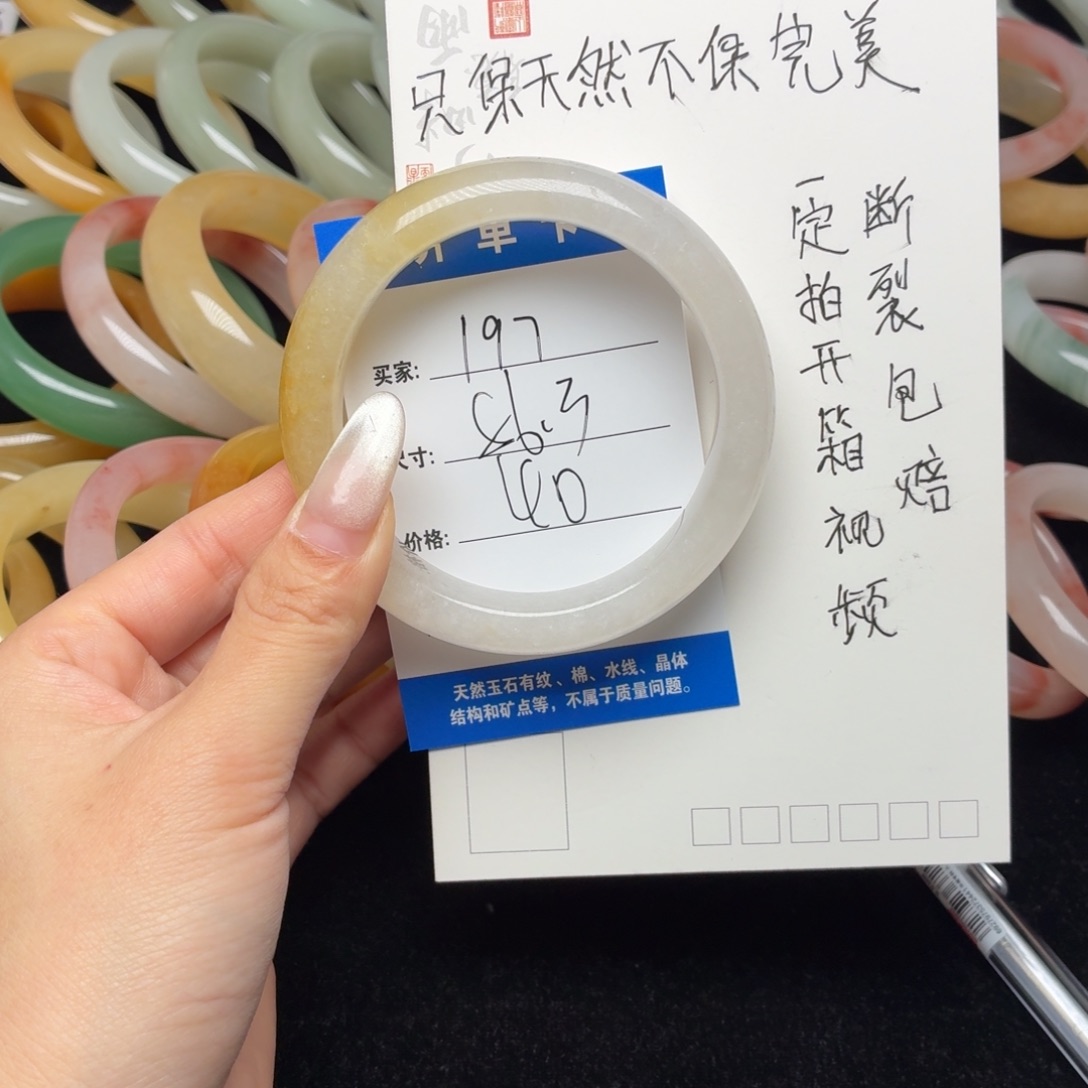 只保天然不保完美
断裂包赔
一定拍开箱视频
开单卡
买家: 197
尺寸: 56.3
价格: 40
天然玉石有纹、棉、水线、晶体
结构和矿点等，不属于质量问题。